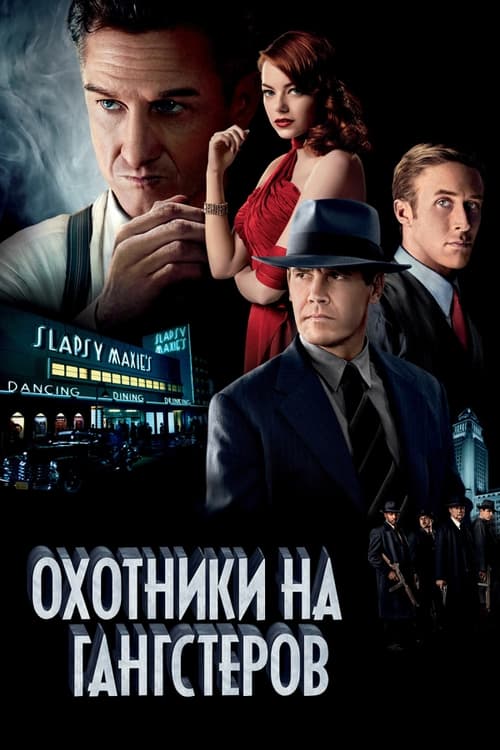 SLAPSY MAXIE'S
SLAPSY
MAXIE'S
DANCING DINING DRINKING
ОХОТНИКИ НА
ГАНГСТЕРОВ